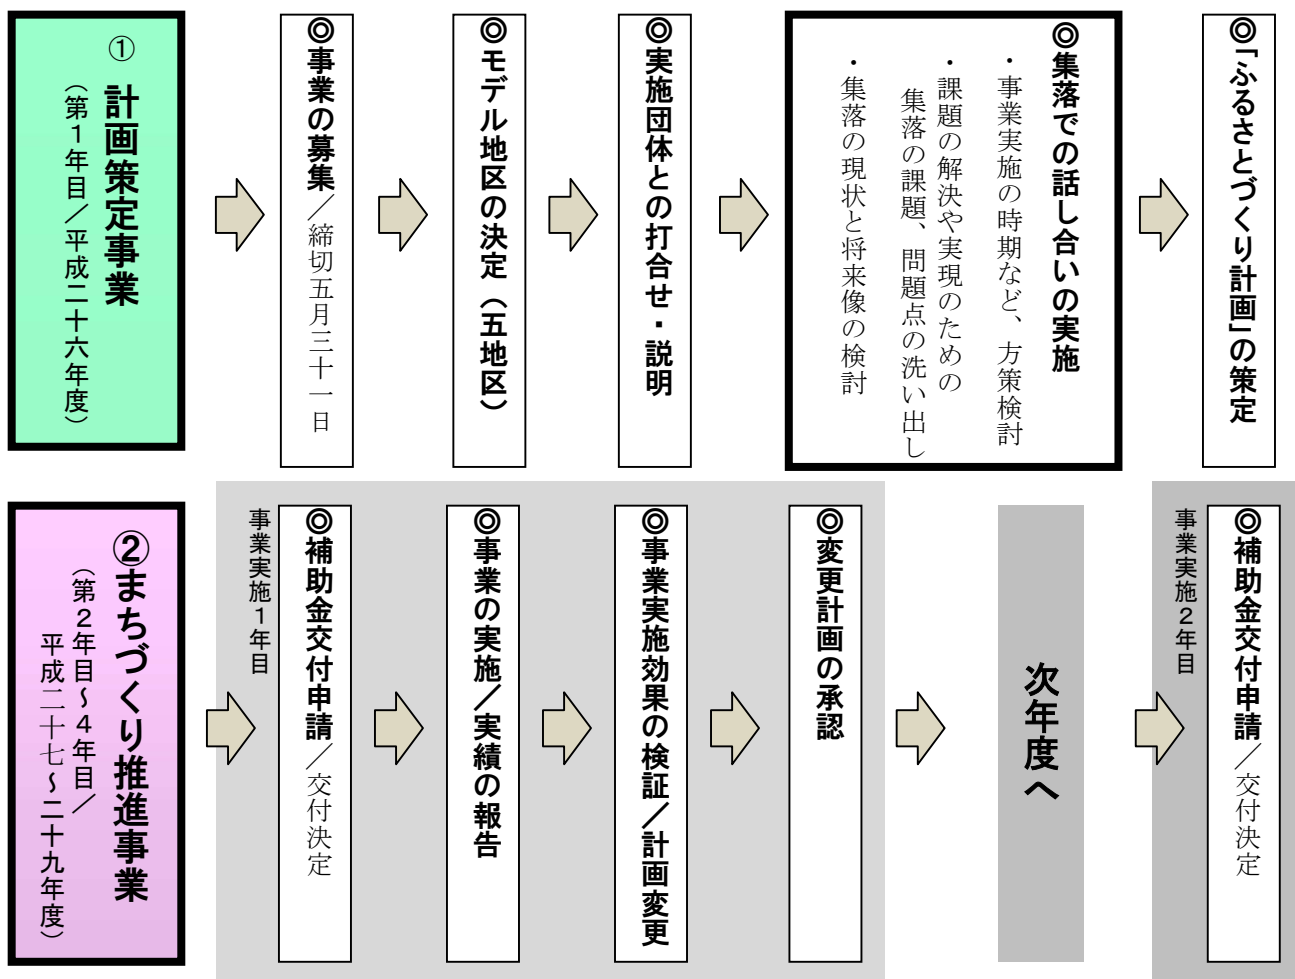 ①
計画策定事業
（第１年目／平成二十六年度）
◎事業の募集／締切五月三十一日
◎モデル地区の決定（五地区）
◎実施団体との打合せ・説明
◎集落での話し合いの実施
・事業実施の時期など、方策検討
・課題の解決や実現のための
集落の課題、問題点の洗い出し
・集落の現状と将来像の検討
◎「ふるさとづくり計画」の策定
②まちづくり推進事業
（第２年目～４年目／
平成二十七～二十九年度）
事業実施１年目
◎補助金交付申請／交付決定
◎事業の実施／実績の報告
◎事業実施効果の検証／計画変更
◎変更計画の承認
次年度へ
事業実施２年目
◎補助金交付申請／交付決定